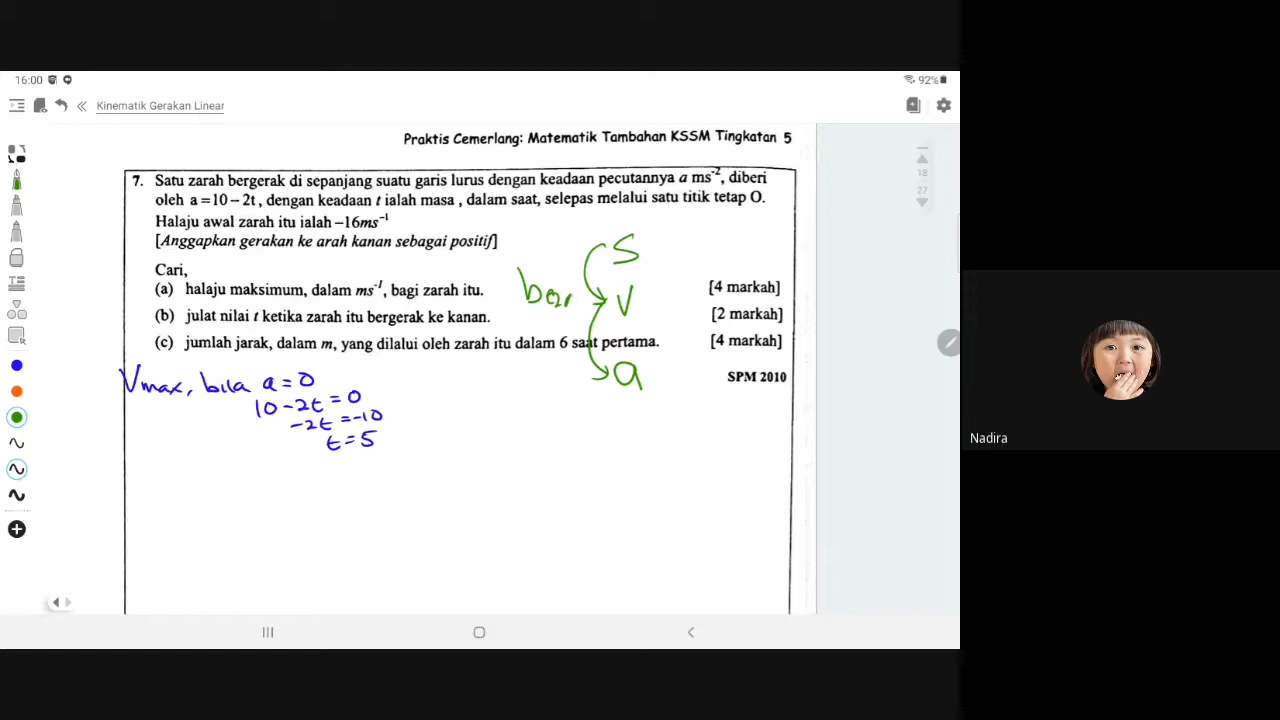 16:00
92%
Kinematik Gerakan Linear
18
27
Praktis Cemerlang: Matematik Tambahan KSSM Tingkatan 5
7. Satu zarah bergerak di sepanjang suatu garis lurus dengan keadaan pecutannya a ms⁻², diberi
oleh a = 10 – 2t, dengan keadaan t ialah masa , dalam saat, selepas melalui satu titik tetap O.
Halaju awal zarah itu ialah –16ms⁻¹
[Anggapkan gerakan ke arah kanan sebagai positif]
Cari,
(a) halaju maksimum, dalam ms⁻¹, bagi zarah itu. [4 markah]
(b) julat nilai t ketika zarah itu bergerak ke kanan. [2 markah]
(c) jumlah jarak, dalam m, yang dilalui oleh zarah itu dalam 6 saat pertama. [4 markah]
SPM 2010
S
V
a
Vmax, bila a = 0
10 – 2t = 0
–2t = –10
t = 5
Nadira